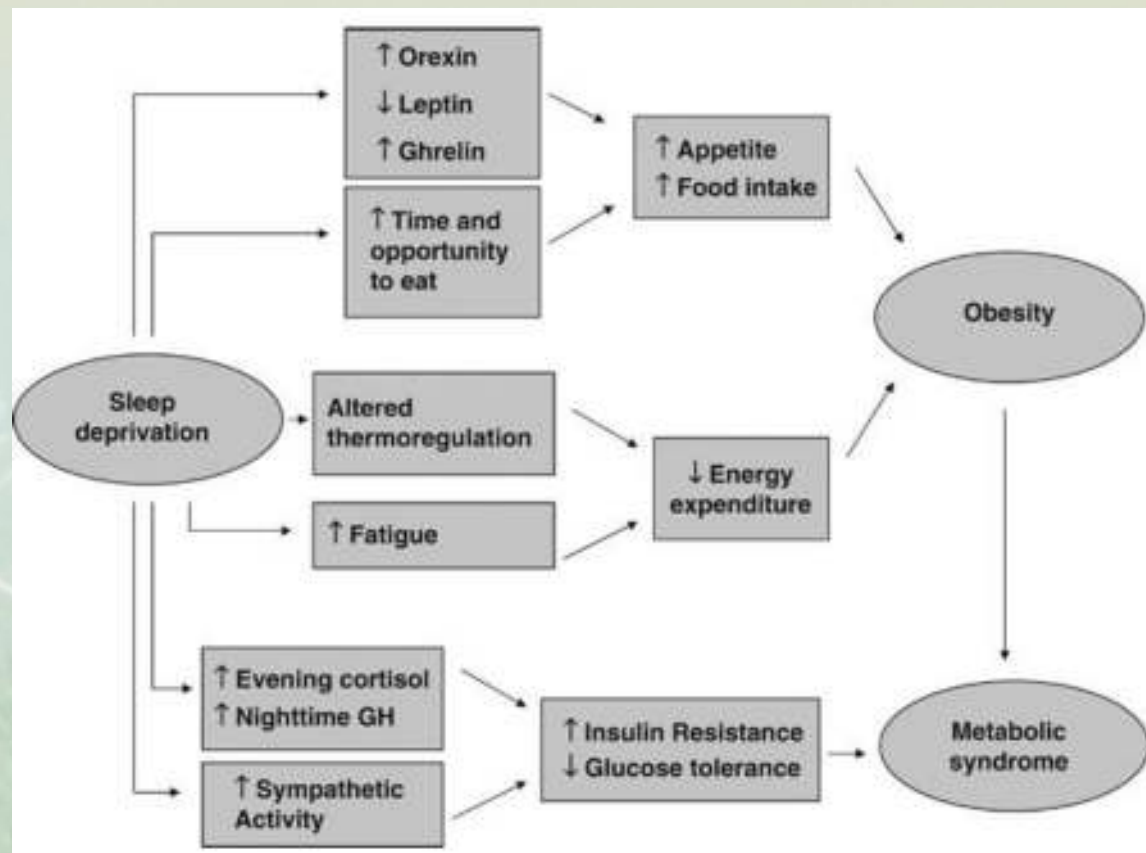 ↑ Orexin
↓ Leptin
↑ Ghrelin
↑ Time and
opportunity
to eat
↑ Appetite
↑ Food intake
Obesity
Sleep
deprivation
Altered
thermoregulation
↑ Fatigue
↓ Energy
expenditure
↑ Evening cortisol
↑ Nighttime GH
↑ Sympathetic
Activity
↑ Insulin Resistance
↓ Glucose tolerance
Metabolic
syndrome